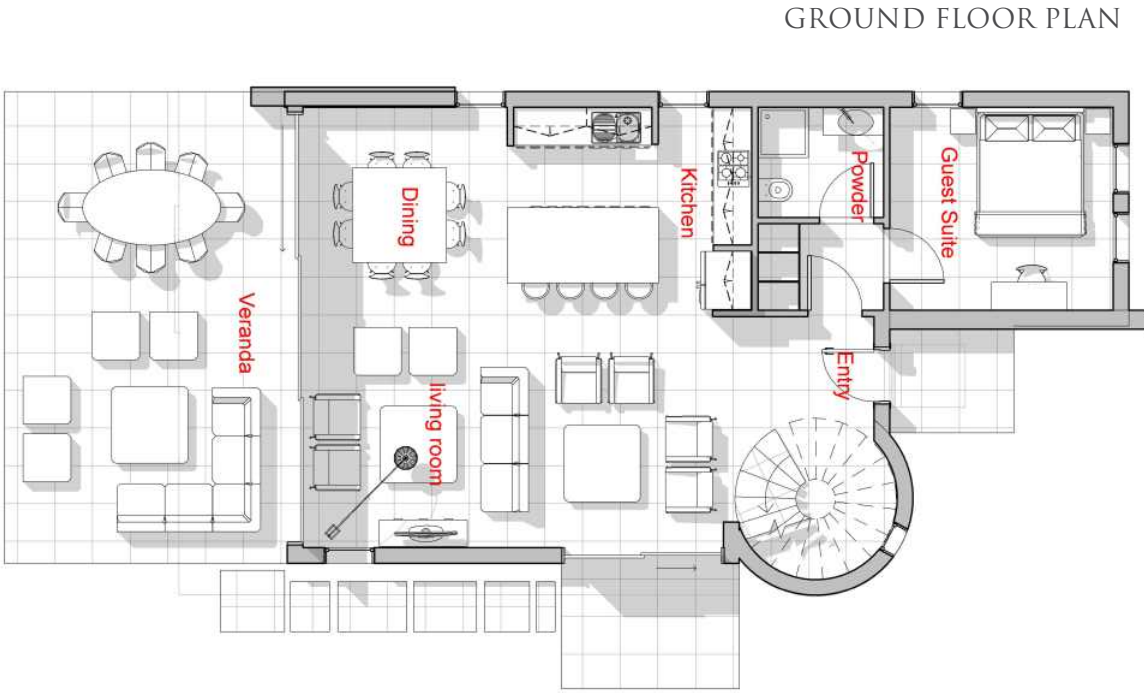 GROUND FLOOR PLAN
Dining
Kitchen
Powder
Guest Suite
Veranda
living room
Entry